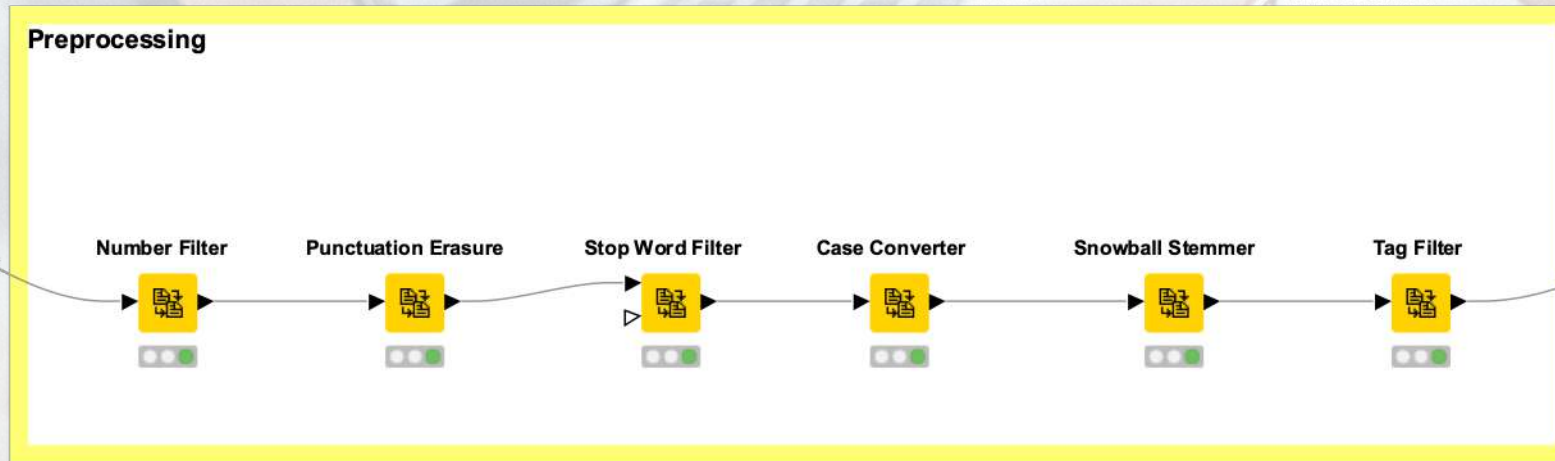 Preprocessing
Number Filter
Punctuation Erasure
Stop Word Filter
Case Converter
Snowball Stemmer
Tag Filter